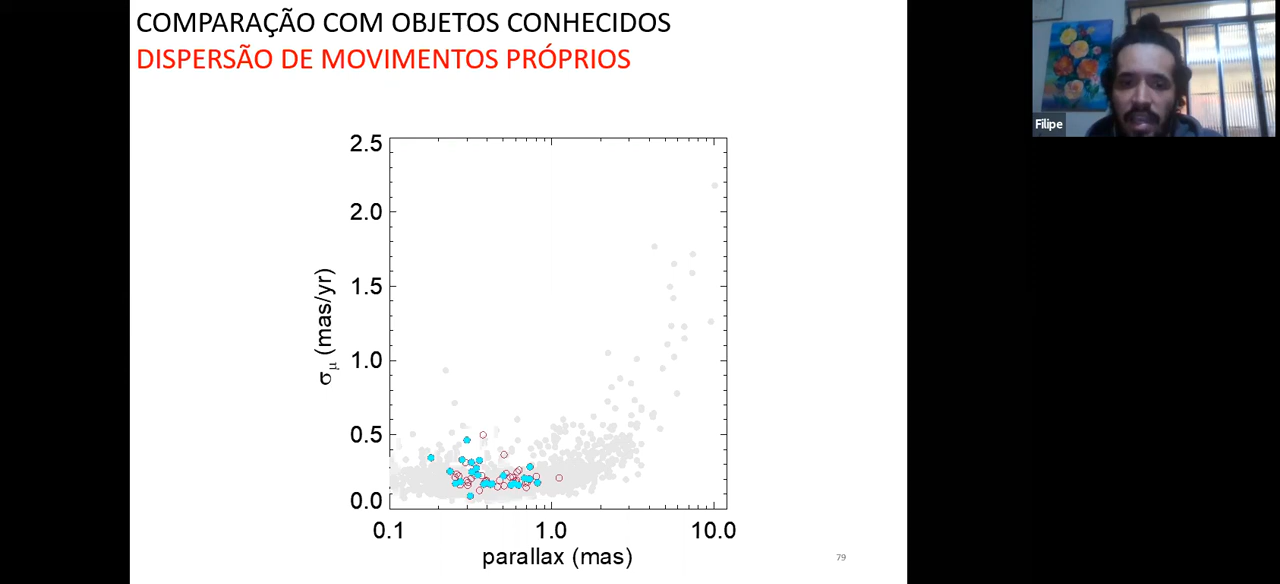 COMPARAÇÃO COM OBJETOS CONHECIDOS
DISPERSÃO DE MOVIMENTOS PRÓPRIOS
Filipe
2.5
2.0
1.5
1.0
0.5
0.0
σμ (mas/yr)
0.1 1.0 10.0
parallax (mas)
79